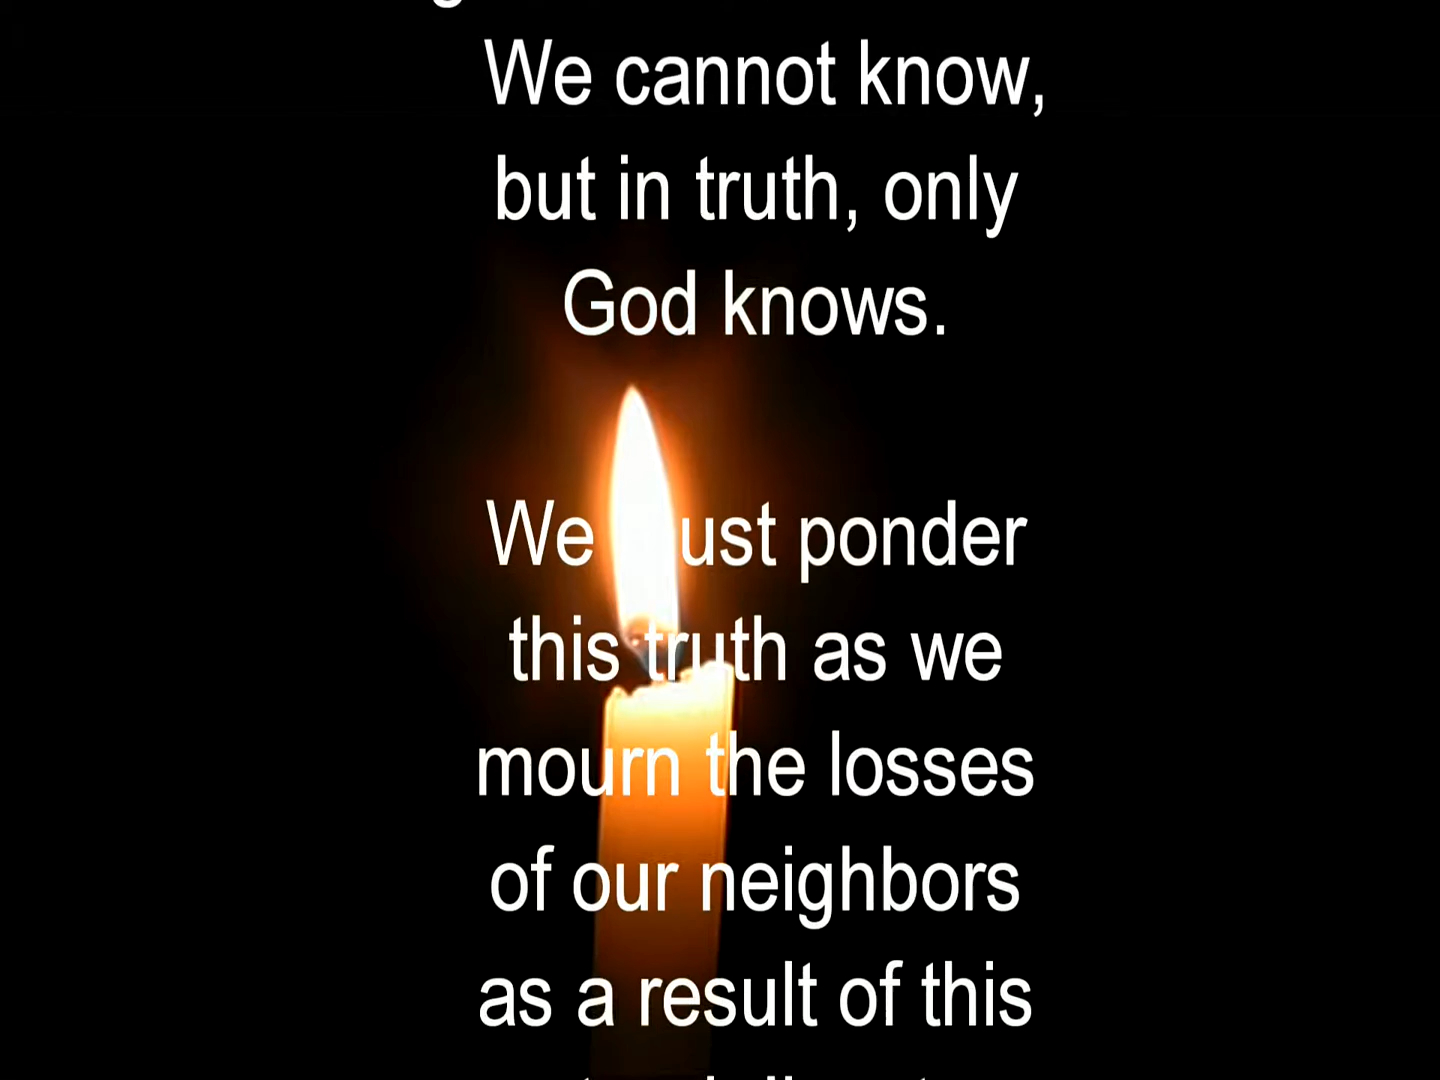 We cannot know,
but in truth, only
God knows.
We must ponder
this truth as we
mourn the losses
of our neighbors
as a result of this